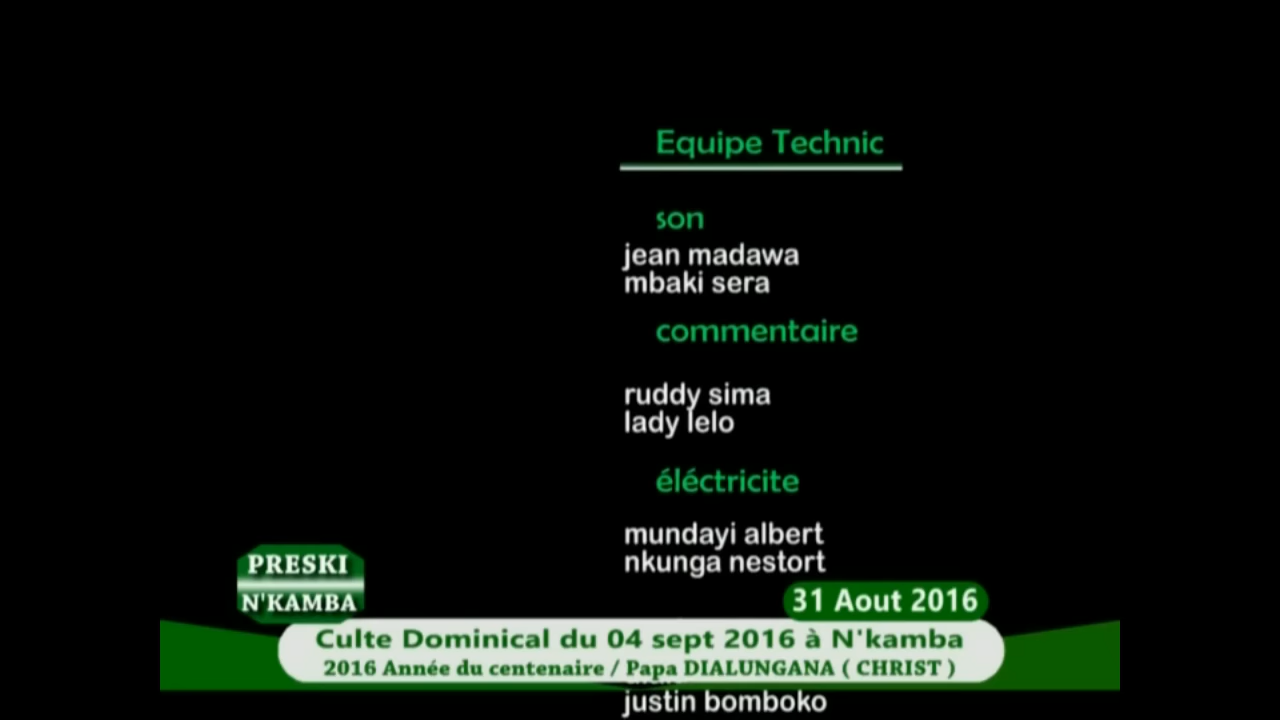 Equipe Technic
son
jean madawa
mbaki sera
commentaire
ruddy sima
lady lelo
éléctricite
mundayi albert
nkunga nestort
PRESKI
N'KAMBA
31 Aout 2016
Culte Dominical du 04 sept 2016 à N'kamba
2016 Année du centenaire / Papa DIALUNGANA ( CHRIST )
justin bomboko